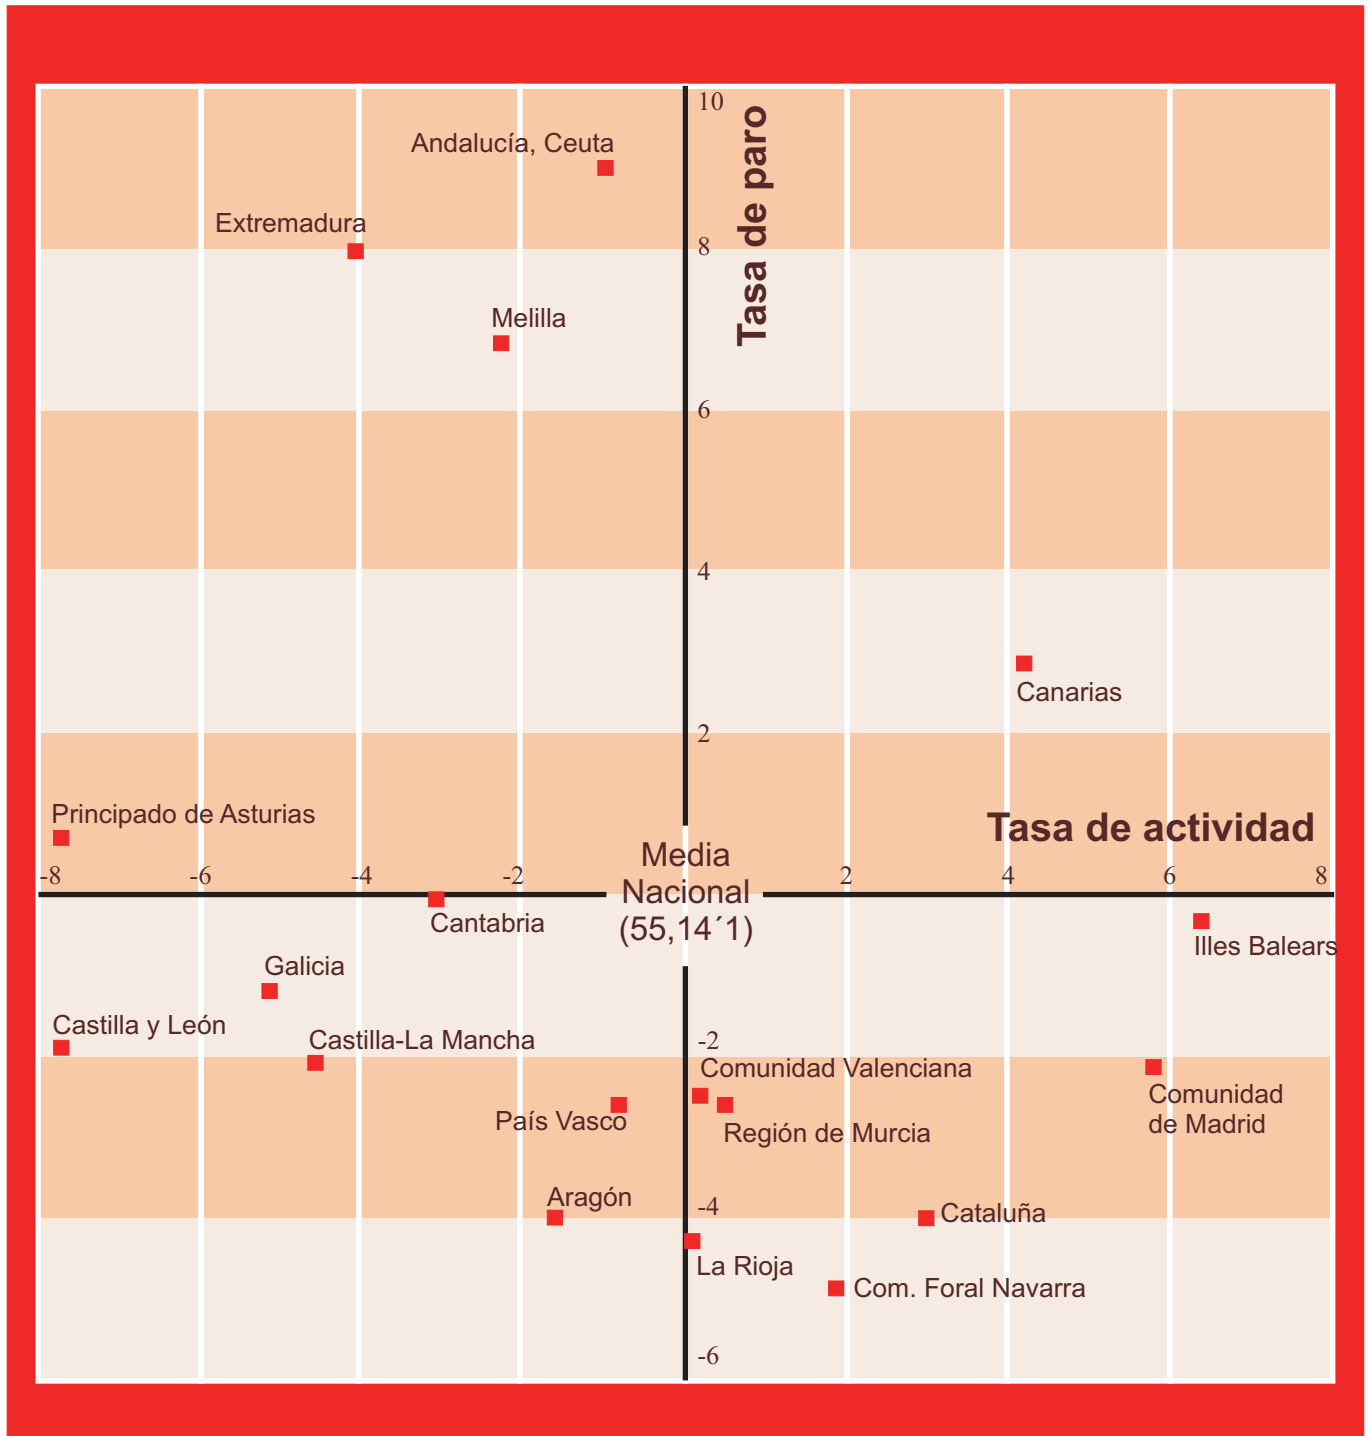 10
Tasa de paro
Andalucía, Ceuta
Extremadura
8
Melilla
6
4
Canarias
2
Principado de Asturias
Tasa de actividad
Media
Nacional
(55,14´1)
-8
-6
-4
-2
2
4
6
8
Cantabria
Illes Balears
Galicia
Castilla y León
Castilla-La Mancha
-2
Comunidad Valenciana
País Vasco
Región de Murcia
Comunidad
de Madrid
Aragón
-4
Cataluña
La Rioja
Com. Foral Navarra
-6